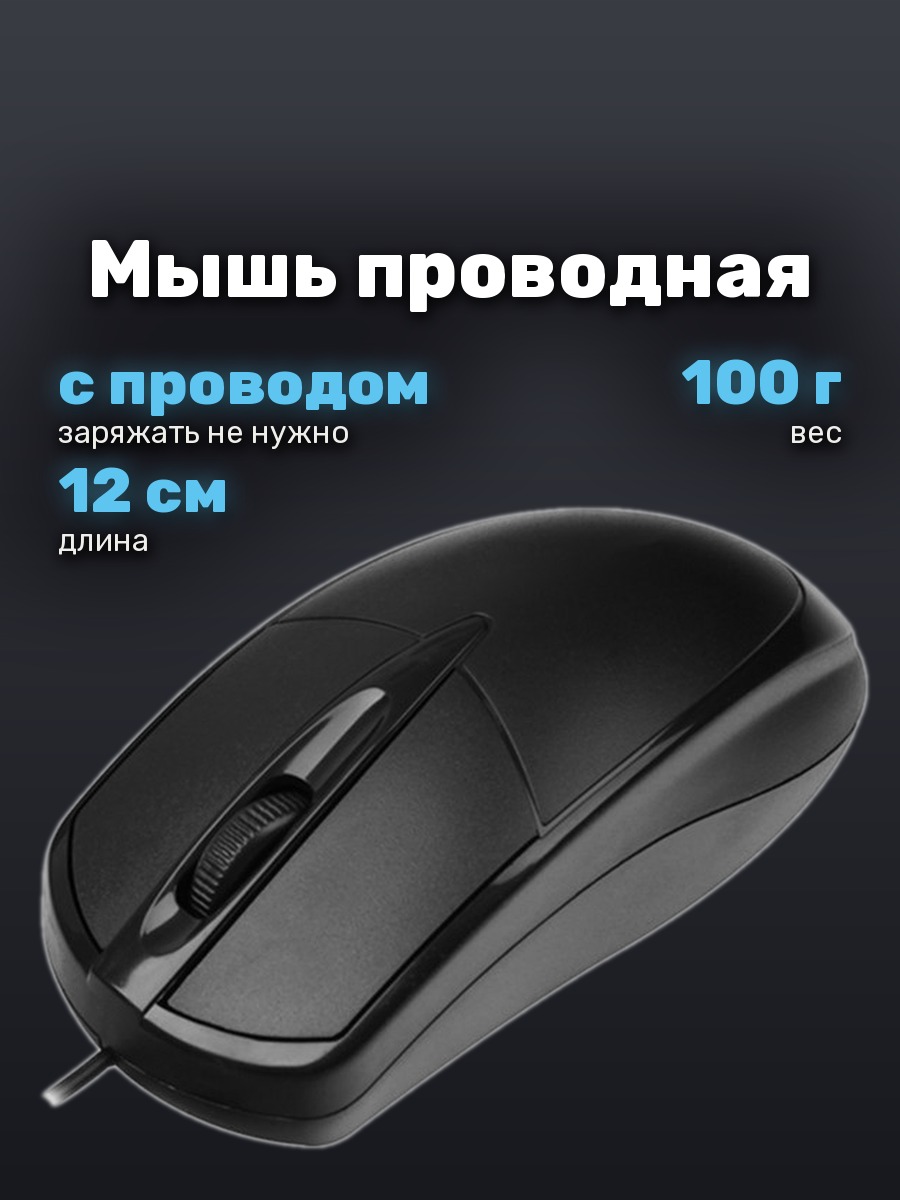 Мышь проводная
с проводом
заряжать не нужно
100 г
вес
12 см
длина